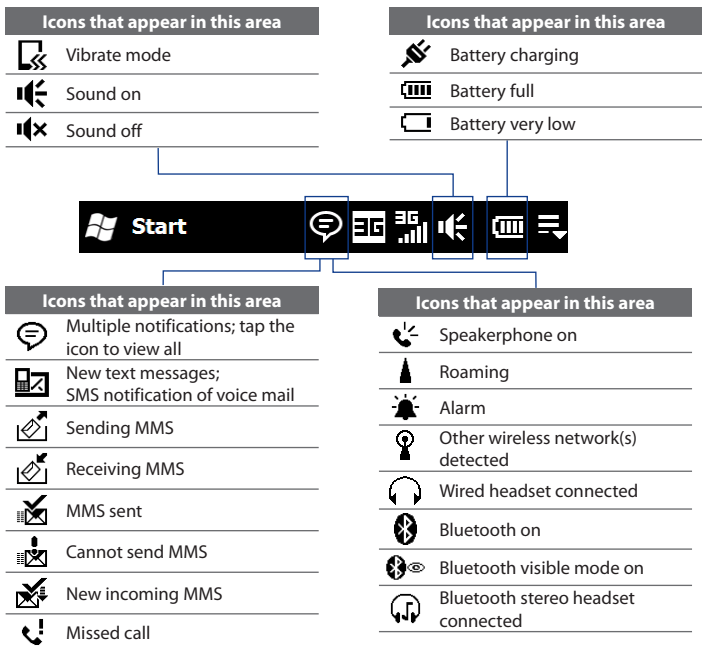 Icons that appear in this area
Vibrate mode
Sound on
Sound off
Icons that appear in this area
Battery charging
Battery full
Battery very low
Start
3G
3G
Icons that appear in this area
Multiple notifications; tap the
icon to view all
New text messages;
SMS notification of voice mail
Sending MMS
Receiving MMS
MMS sent
Cannot send MMS
New incoming MMS
Missed call
Icons that appear in this area
Speakerphone on
Roaming
Alarm
Other wireless network(s)
detected
Wired headset connected
Bluetooth on
Bluetooth visible mode on
Bluetooth stereo headset
connected